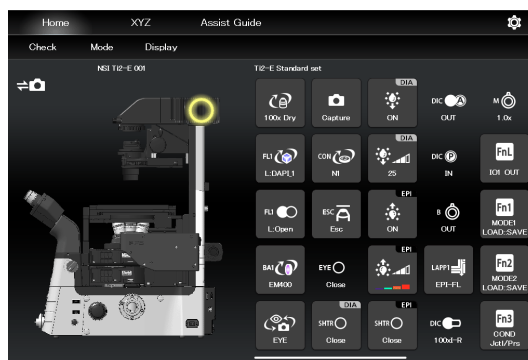 Home XYZ Assist Guide
Check Mode Display
NSI Ti2-E 001
Ti2-E Standard set
100x Dry
Capture
DIA
ON
DIC A
OUT
M
1.0x
FL1
L:DAPI_1
CON
N1
DIA
25
DIC P
IN
FnL
IO1 OUT
FL1
L:Open
ESC
Esc
EPI
ON
B
OUT
Fn1
MODE1
LOAD:SAVE
BA1
EM400
EYE
Close
EPI
LAPP1
EPI-FL
Fn2
MODE2
LOAD:SAVE
EYE
DIA
SHTR
Close
EPI
SHTR
Close
DIC
100xI-R
Fn3
COND
Jctl/Prs